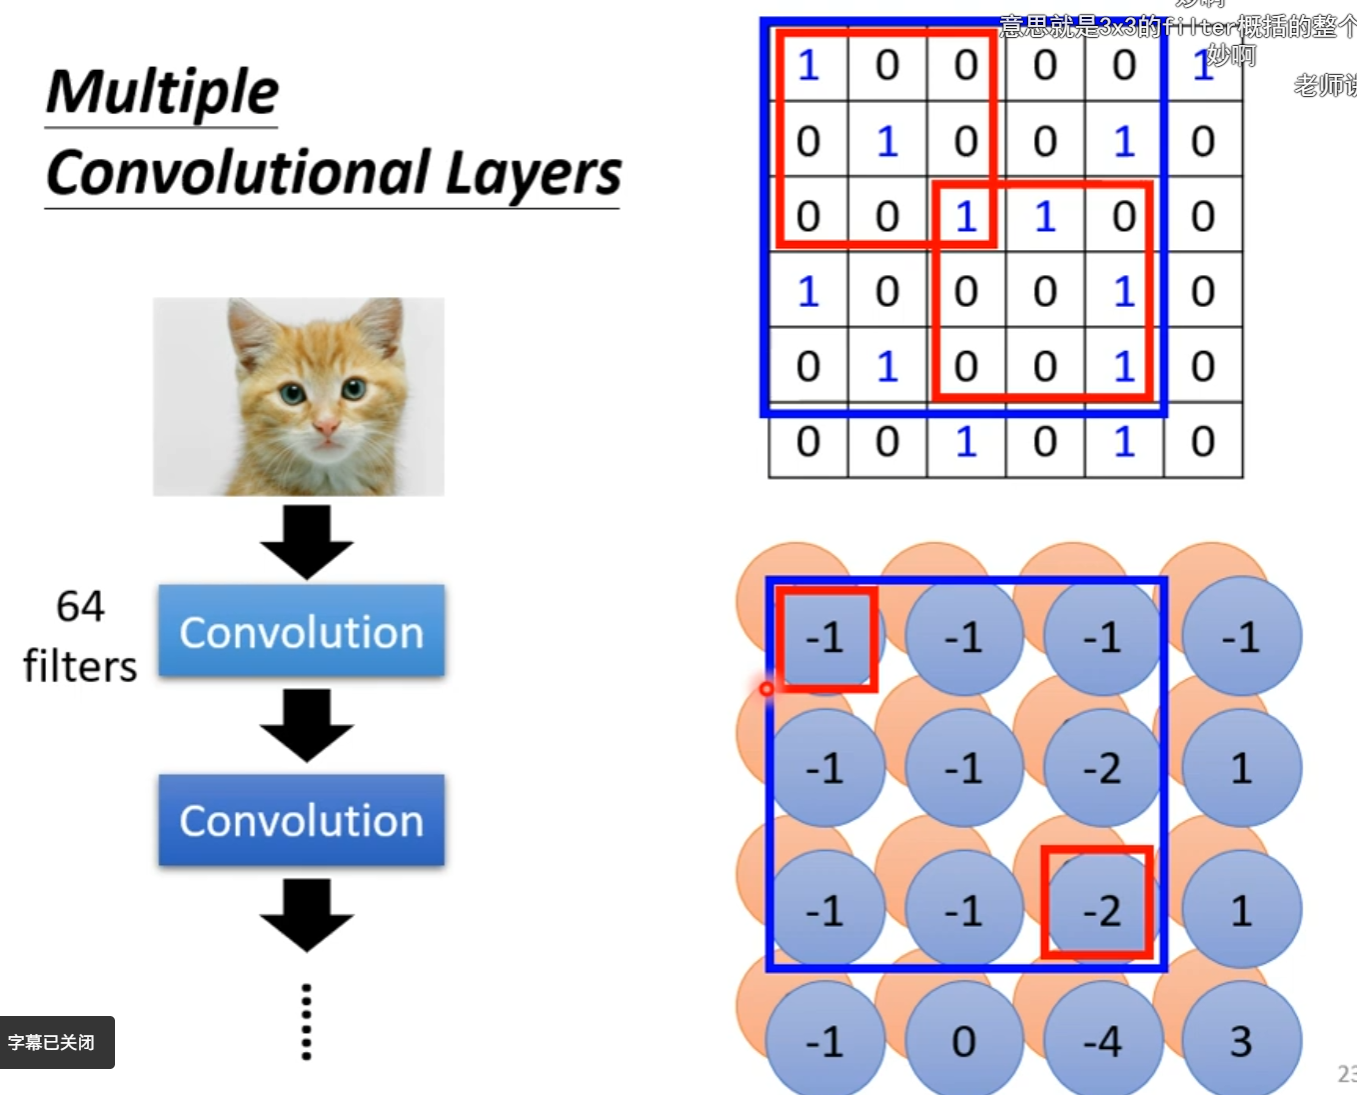 妙啊
意思就是3x3的filter概括的整个
妙啊
老师讲
Multiple
Convolutional Layers
1 0 0 0 0 1
0 1 0 0 1 0
0 0 1 1 0 0
1 0 0 0 1 0
0 1 0 0 1 0
0 0 1 0 1 0
64
filters
Convolution
Convolution
-1 -1 -1 -1
-1 -1 -2 1
-1 -1 -2 1
-1 0 -4 3
字幕已关闭
23